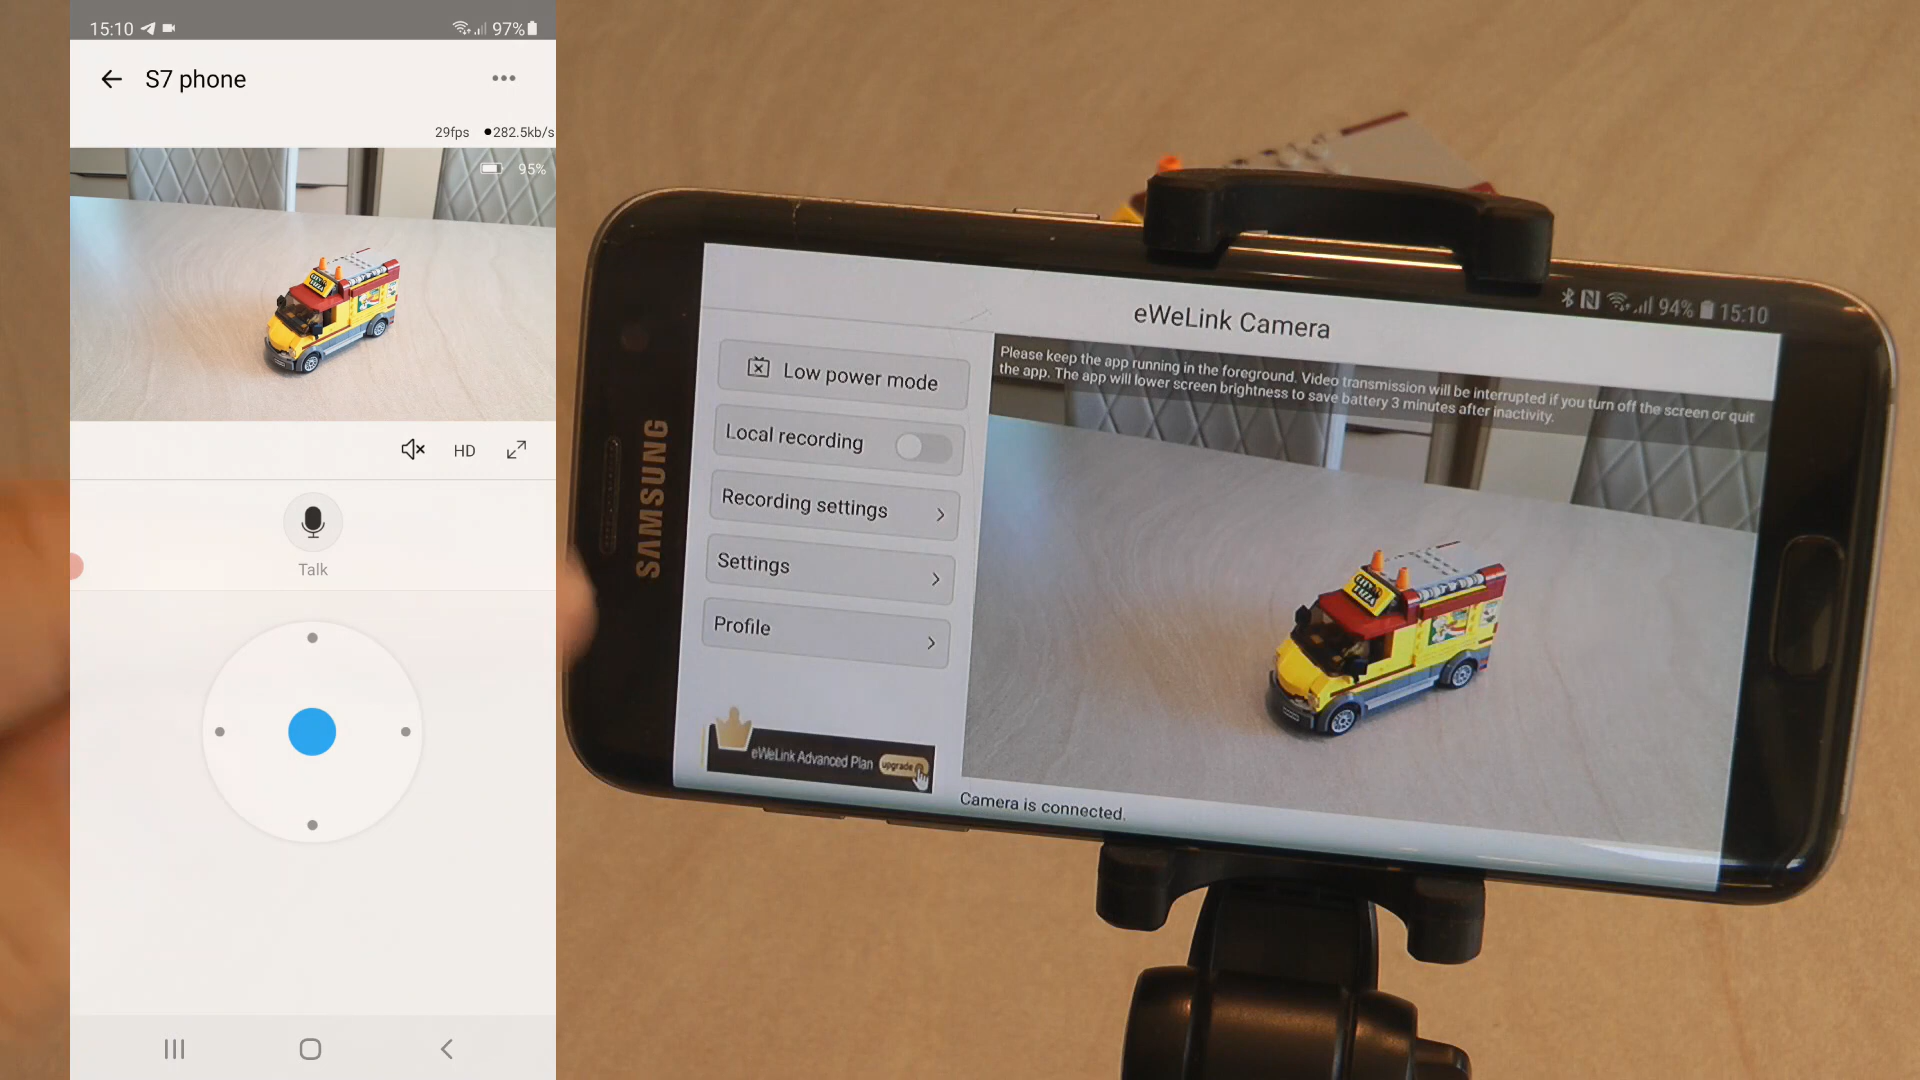 15:10
97%
S7 phone
29fps
282.5kb/s
95%
HD
Talk
SAMSUNG
94%
15:10
eWeLink Camera
Low power mode
Local recording
Recording settings
Settings
Profile
eWeLink Advanced Plan
upgrade
Please keep the app running in the foreground. Video transmission will be interrupted if you turn off the screen or quit
the app. The app will lower screen brightness to save battery 3 minutes after inactivity.
PIZZA
Camera is connected.